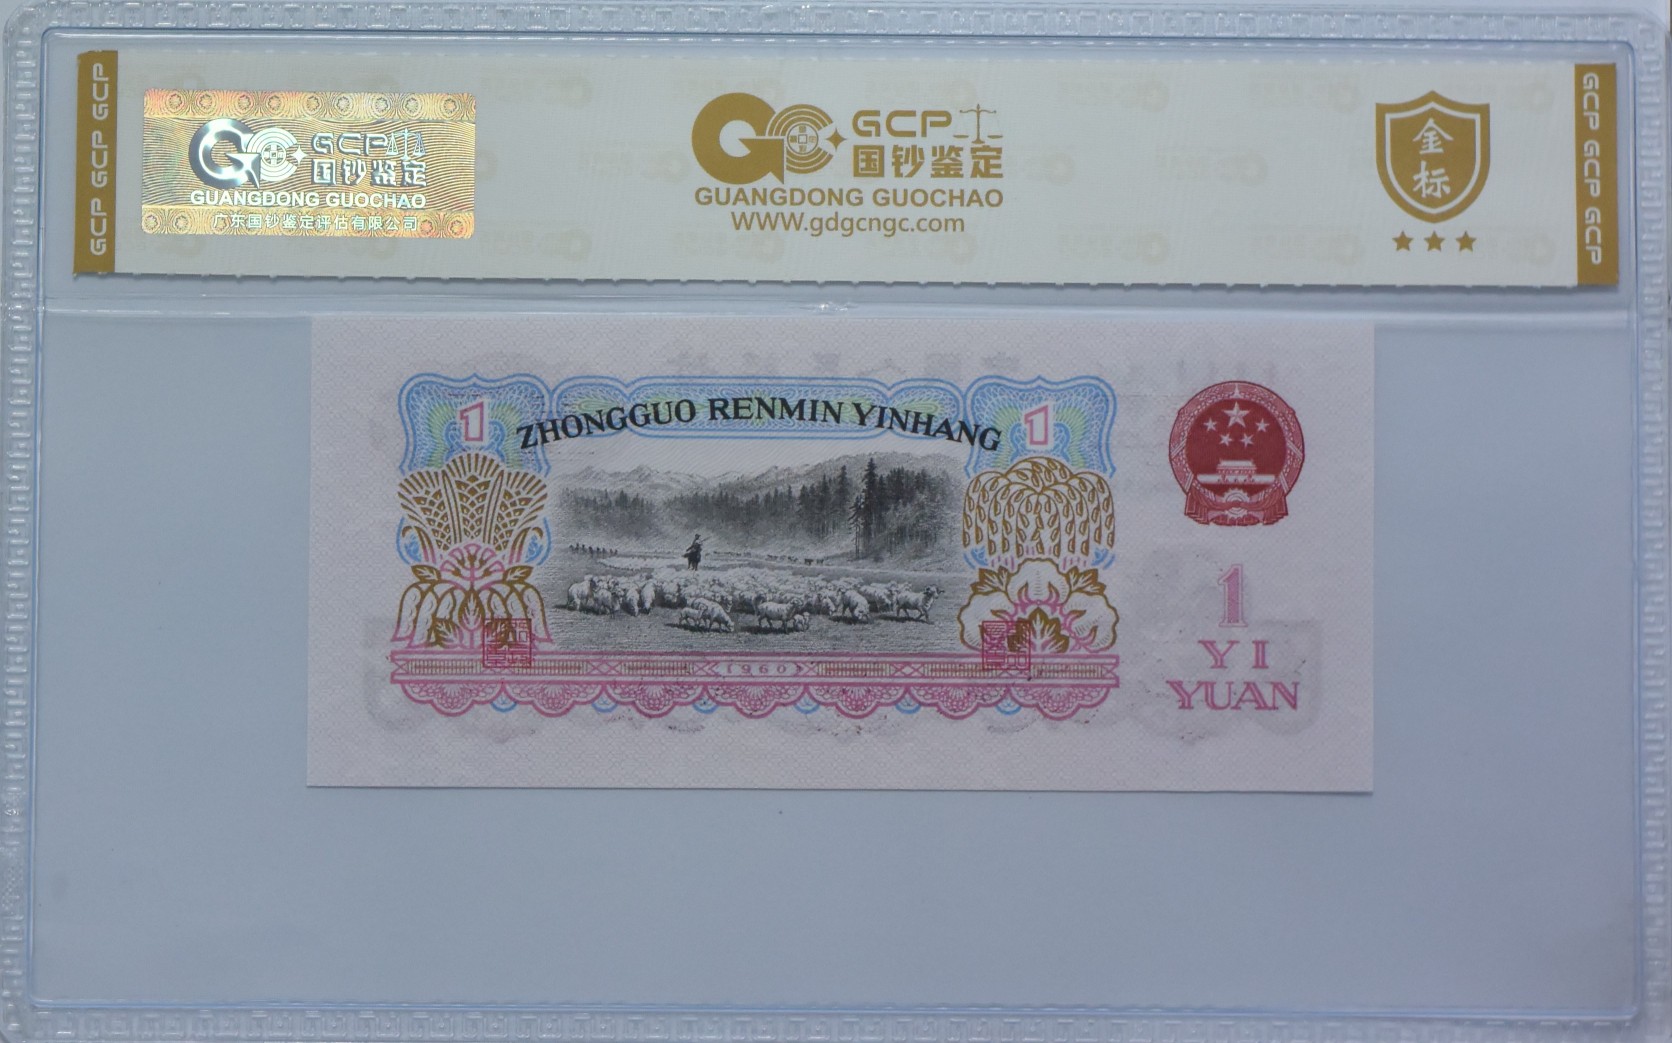 GCP GCP GCP
GCP
国钞鉴定
GUANGDONG GUOCHAO
广东国钞鉴定评估有限公司
GCP
国钞鉴定
GUANGDONG GUOCHAO
WWW.gdgcngc.com
金
标
GCP GCP GCP
1
ZHONGGUO RENMIN YINHANG
1
1960
1
YI
YUAN